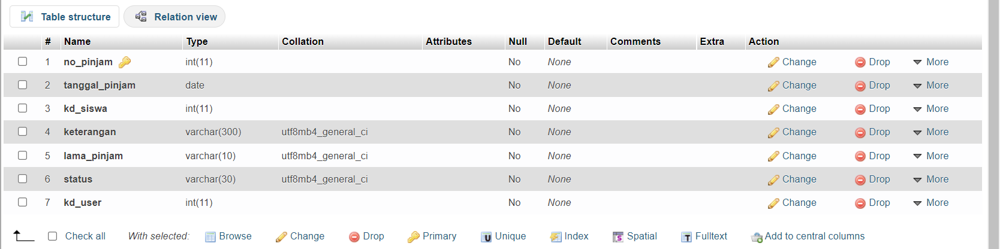 Table structure Relation view
# Name Type Collation Attributes Null Default Comments Extra Action
1 no_pinjam int(11) No None Change Drop More
2 tanggal_pinjam date No None Change Drop More
3 kd_siswa int(11) No None Change Drop More
4 keterangan varchar(300) utf8mb4_general_ci No None Change Drop More
5 lama_pinjam varchar(10) utf8mb4_general_ci No None Change Drop More
6 status varchar(30) utf8mb4_general_ci No None Change Drop More
7 kd_user int(11) No None Change Drop More
Check all With selected: Browse Change Drop Primary Unique Index Spatial Fulltext Add to central columns